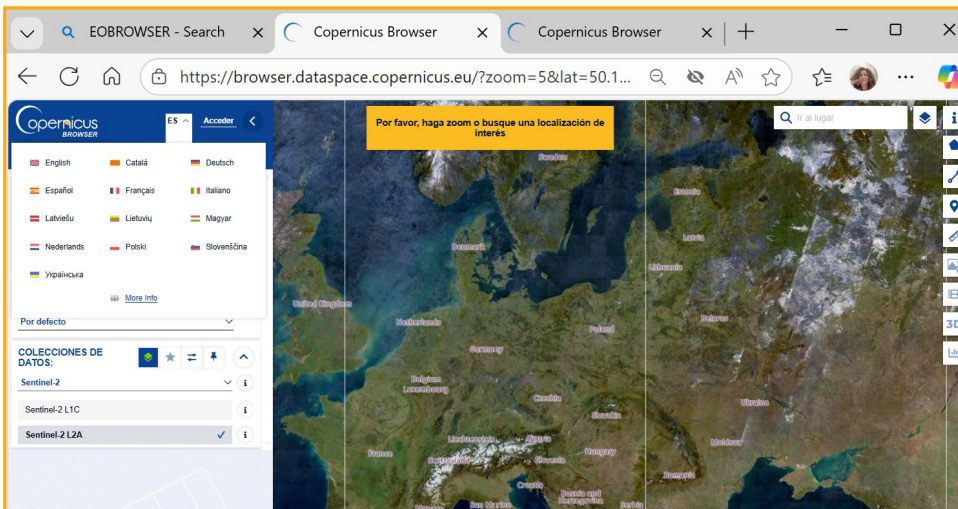 EOBROWSER - Search
Copernicus Browser
Copernicus Browser
https://browser.dataspace.copernicus.eu/?zoom=5&lat=50.1...
Copernicus
BROWSER
ES
Acceder
English
Catalá
Deutsch
Español
Français
Italiano
Latviešu
Lietuvių
Magyar
Nederlands
Polski
Slovenščina
Українська
More Info
Por defecto
COLECCIONES DE
DATOS:
Sentinel-2
Sentinel-2 L1C
Sentinel-2 L2A
Por favor, haga zoom o busque una localización de
interés
Ir al lugar
3D
Sweden
Estonia
Latvia
Denmark
Lithuania
United Kingdom
Netherlands
Belarus
Poland
Germany
Belgium
Luxembourg
Czechia
Ukraine
Slovakia
Liechtenstein
Austria
Moldova
France
Switzerland
Slovenia
Hungary
Romania
Croatia
Bosnia and
Herzegovina
San Marino
Serbia
Monaco